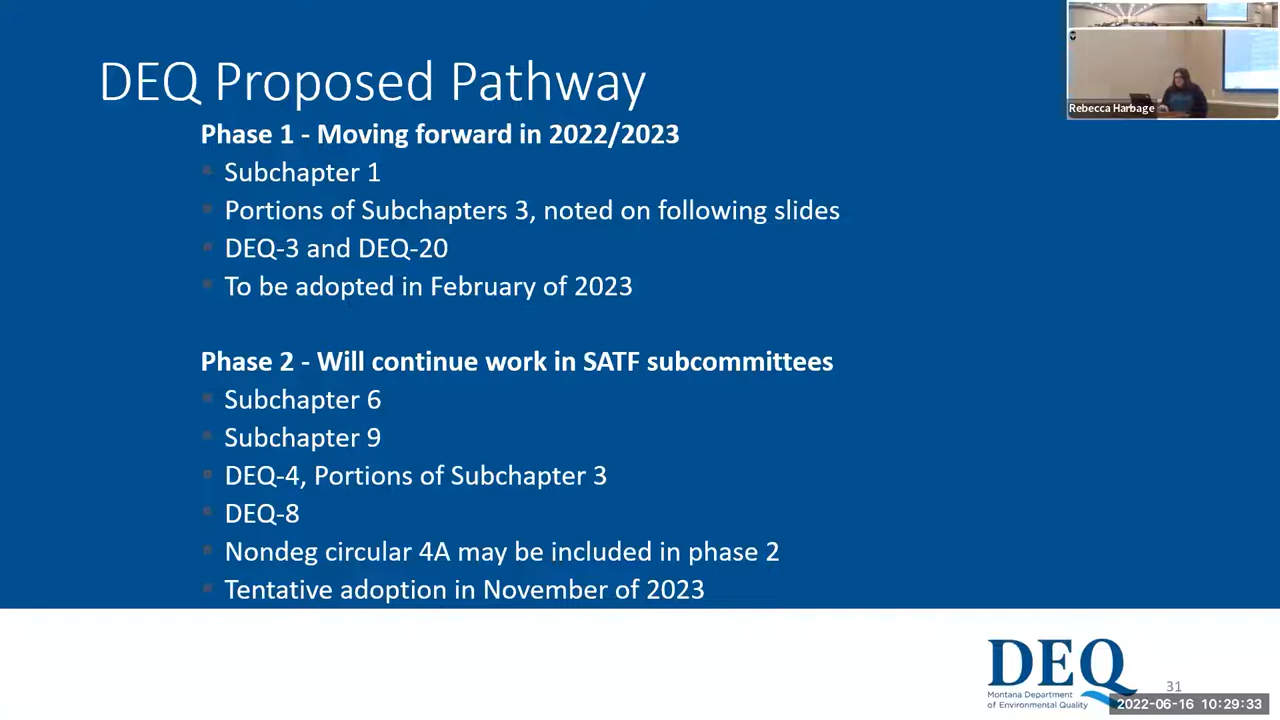 DEQ Proposed Pathway
Phase 1 - Moving forward in 2022/2023
Subchapter 1
Portions of Subchapters 3, noted on following slides
DEQ-3 and DEQ-20
To be adopted in February of 2023
Phase 2 - Will continue work in SATF subcommittees
Subchapter 6
Subchapter 9
DEQ-4, Portions of Subchapter 3
DEQ-8
Nondeg circular 4A may be included in phase 2
Tentative adoption in November of 2023
Rebecca Harbage
DEQ
Montana Department
of Environmental Quality
31
2022-06-16 10:29:33